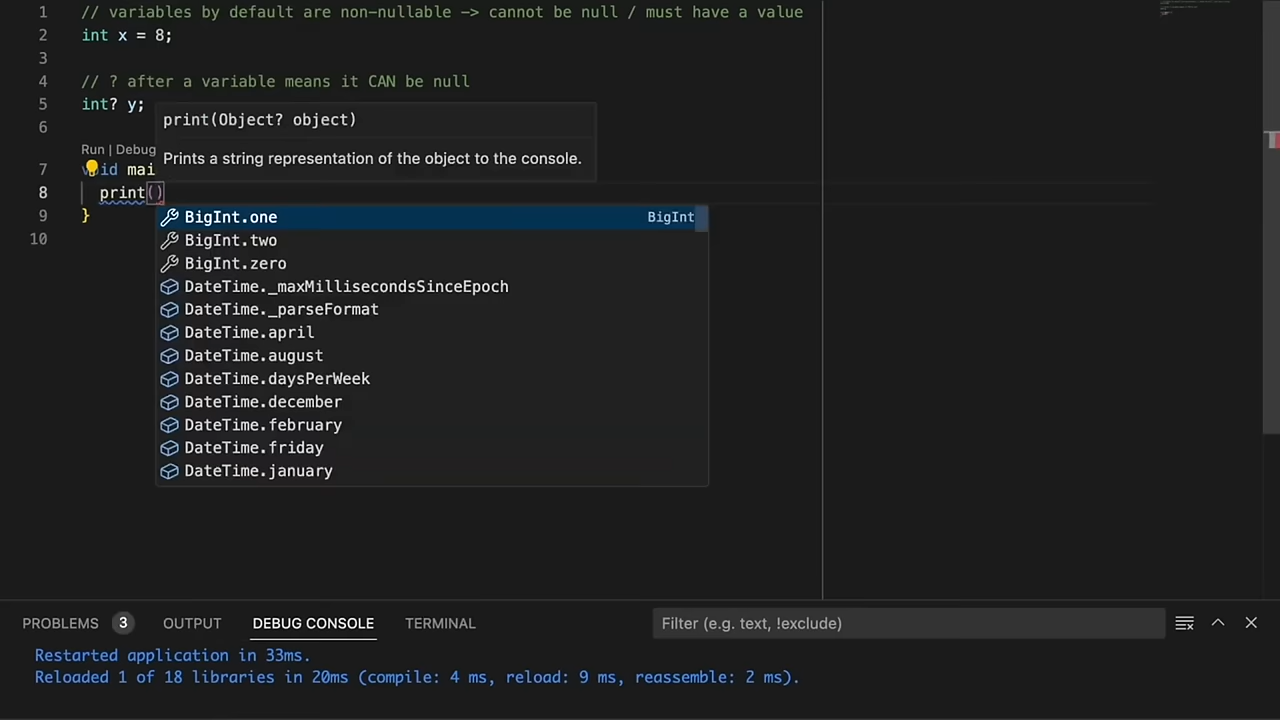 1 // variables by default are non-nullable -> cannot be null / must have a value
2 int x = 8;
3
4 // ? after a variable means it CAN be null
5 int? y;
print(Object? object)
6
Run | Debug
Prints a string representation of the object to the console.
7 void mai
8 print()
9 }
BigInt.one BigInt
10
BigInt.two
BigInt.zero
DateTime._maxMillisecondsSinceEpoch
DateTime._parseFormat
DateTime.april
DateTime.august
DateTime.daysPerWeek
DateTime.december
DateTime.february
DateTime.friday
DateTime.january
PROBLEMS 3 OUTPUT DEBUG CONSOLE TERMINAL Filter (e.g. text, !exclude)
Restarted application in 33ms.
Reloaded 1 of 18 libraries in 20ms (compile: 4 ms, reload: 9 ms, reassemble: 2 ms).